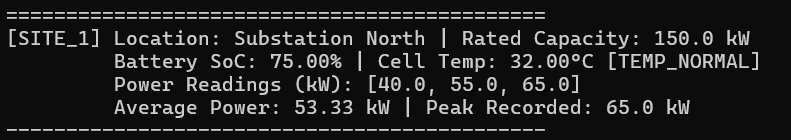 =============================================
[SITE_1] Location: Substation North | Rated Capacity: 150.0 kW
Battery SoC: 75.00% | Cell Temp: 32.00°C [TEMP_NORMAL]
Power Readings (kW): [40.0, 55.0, 65.0]
Average Power: 53.33 kW | Peak Recorded: 65.0 kW
---------------------------------------------